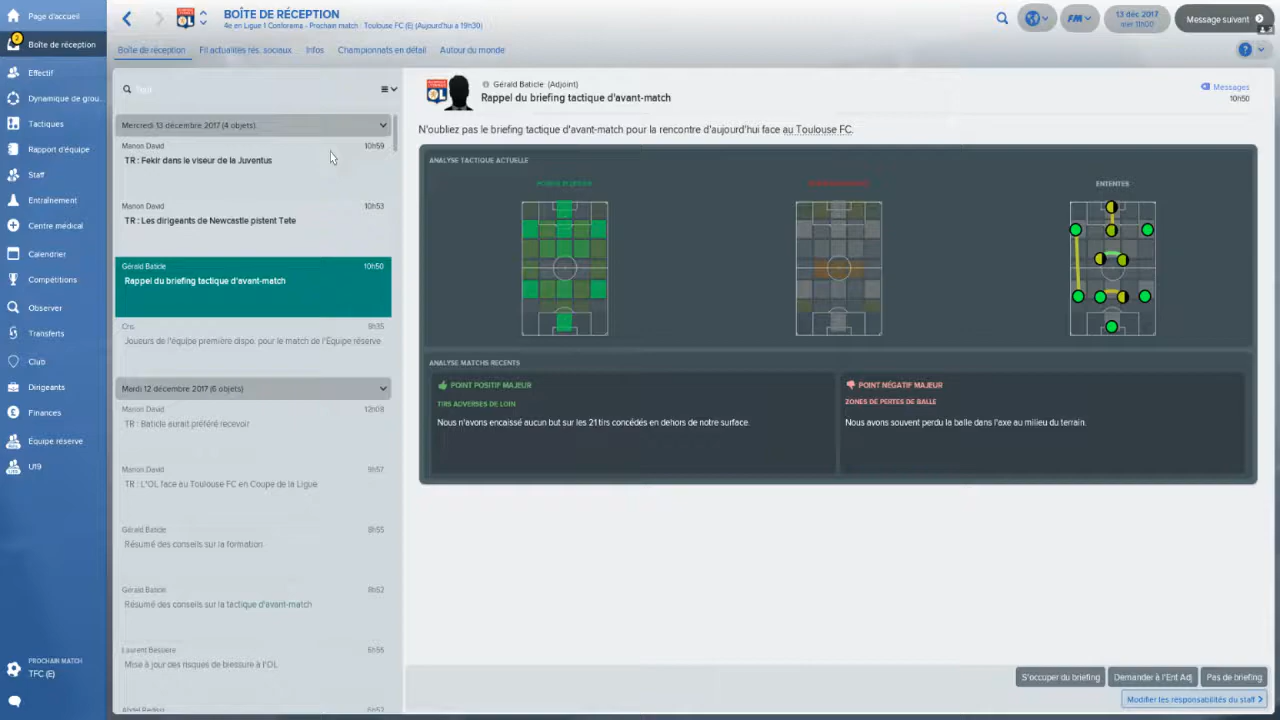 Page d'accueil
Boîte de réception
Effectif
Dynamique de grou...
Tactiques
Rapport d'équipe
Staff
Entraînement
Centre médical
Calendrier
Compétitions
Observer
Transferts
Club
Dirigeants
Finances
Équipe réserve
U19
PROCHAIN MATCH
TFC (E)
BOÎTE DE RÉCEPTION
4e en Ligue 1 Conforama - Prochain match : Toulouse FC (E) (Aujourd'hui à 19h30)
FM
13 déc 2017
mer 11h00
Message suivant
Boîte de réception
Fil actualités rés. sociaux
Infos
Championnats en détail
Autour du monde
Mercredi 13 décembre 2017 (4 objets)
Manon David 10h59
TR : Fekir dans le viseur de la Juventus
Manon David 10h53
TR : Les dirigeants de Newcastle pistent Tete
Gérald Baticle 10h50
Rappel du briefing tactique d'avant-match
Cro. 9h35
Joueurs de l'équipe première dispo. pour le match de l'Équipe réserve
Mardi 12 décembre 2017 (6 objets)
Manon David 12h08
TR : Baticle aurait préféré recevoir
Manon David 9h57
TR : L'OL face au Toulouse FC en Coupe de la Ligue
Gérald Baticle 8h55
Résumé des conseils sur la formation
Gérald Baticle 8h52
Résumé des conseils sur la tactique d'avant-match
Laurent Bessière
Mise à jour des risques de blessure à l'OL
OL
Gérald Baticle (Adjoint)
Rappel du briefing tactique d'avant-match
Messages
10h50
N'oubliez pas le briefing tactique d'avant-match pour la rencontre d'aujourd'hui face au Toulouse FC.
ANALYSE TACTIQUE ACTUELLE
ENTENTES
ANALYSE MATCHS RÉCENTS
POINT POSITIF MAJEUR
TIRS ADVERSES DE LOIN
Nous n'avons encaissé aucun but sur les 21 tirs concédés en dehors de notre surface.
POINT NÉGATIF MAJEUR
ZONES DE PERTES DE BALLE
Nous avons souvent perdu la balle dans l'axe au milieu du terrain.
S'occuper du briefing
Demander à l'Ent Adj
Pas de briefing
Modifier les responsabilités du staff